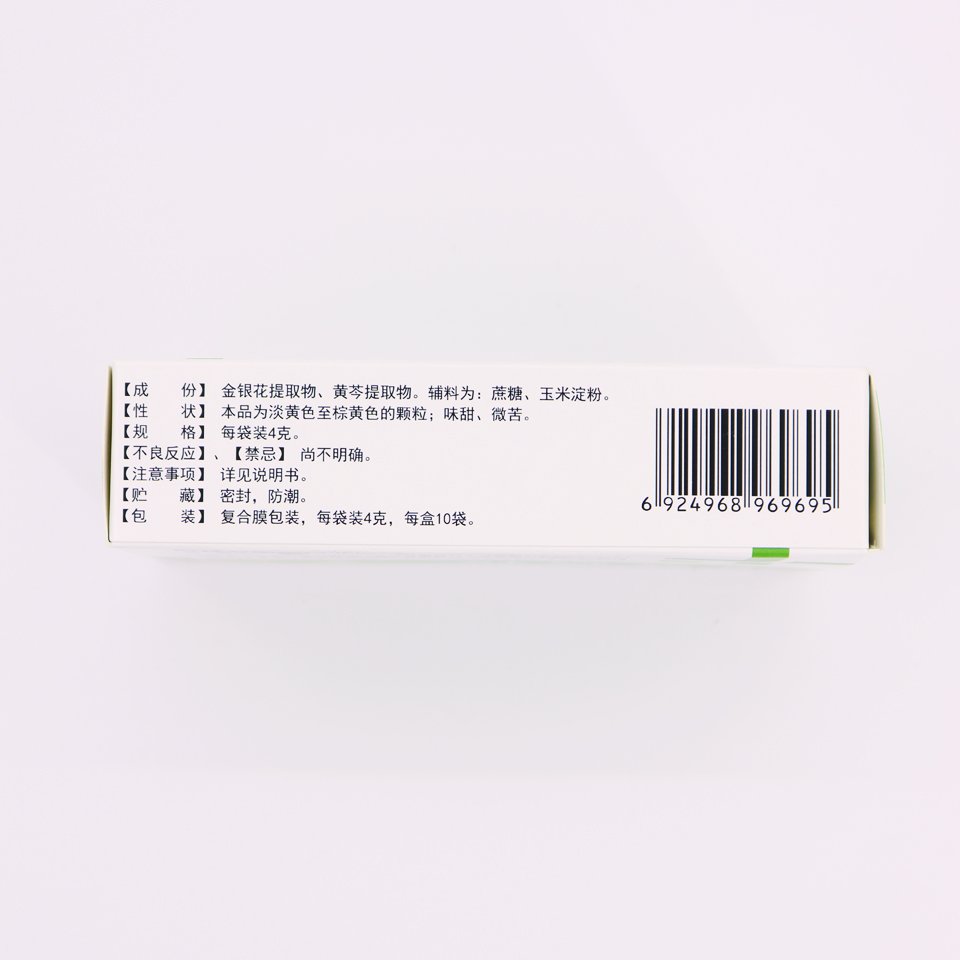 【成　　份】 金银花提取物、黄芩提取物。辅料为：蔗糖、玉米淀粉。
【性　　状】 本品为淡黄色至棕黄色的颗粒；味甜、微苦。
【规　　格】 每袋装4克。
【不良反应】、【禁忌】 尚不明确。
【注意事项】 详见说明书。
【贮　　藏】 密封，防潮。
【包　　装】 复合膜包装，每袋装4克，每盒10袋。
6 924968 969695